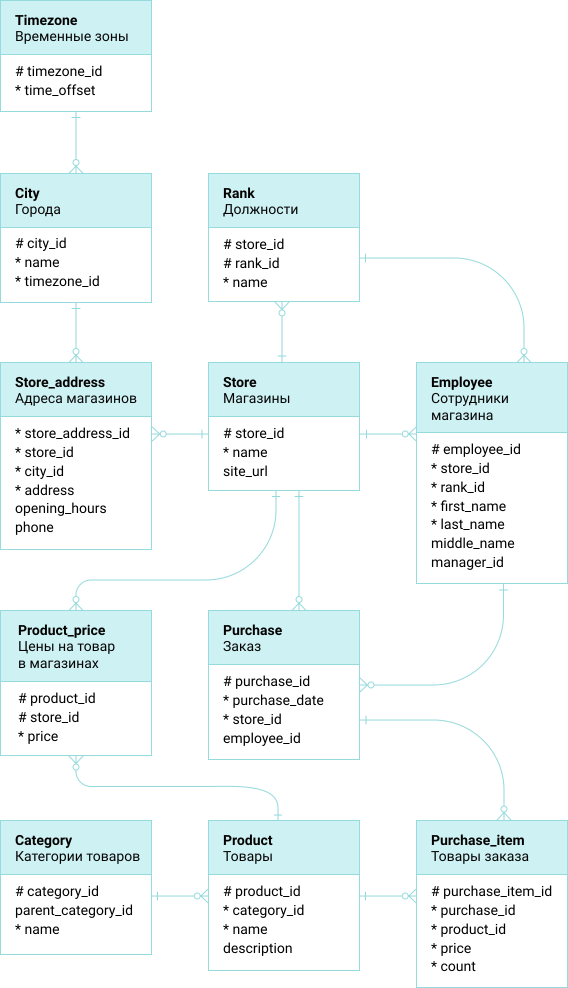 Timezone
Временные зоны
# timezone_id
* time_offset
City
Города
# city_id
* name
* timezone_id
Rank
Должности
# store_id
# rank_id
* name
Store_address
Адреса магазинов
* store_address_id
* store_id
* city_id
* address
opening_hours
phone
Store
Магазины
# store_id
* name
site_url
Employee
Сотрудники
магазина
# employee_id
* store_id
* rank_id
* first_name
* last_name
middle_name
manager_id
Product_price
Цены на товар
в магазинах
# product_id
# store_id
* price
Purchase
Заказ
# purchase_id
* purchase_date
* store_id
employee_id
Category
Категории товаров
# category_id
parent_category_id
* name
Product
Товары
# product_id
* category_id
* name
description
Purchase_item
Товары заказа
# purchase_item_id
* purchase_id
* product_id
* price
* count